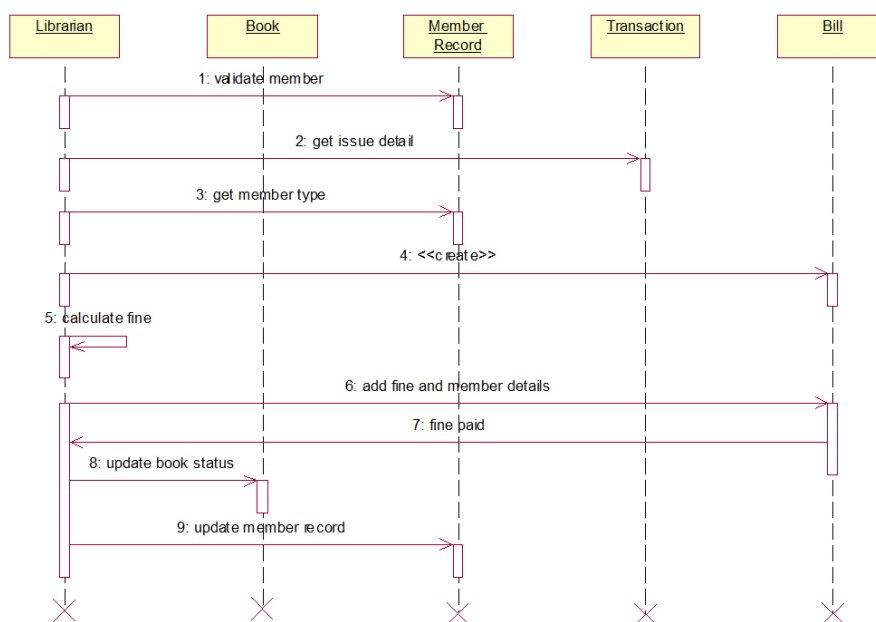 Librarian
Book
Member
Record
Transaction
Bill
1: validate member
2: get issue detail
3: get member type
4: <<create>>
5: calculate fine
6: add fine and member details
7: fine paid
8: update book status
9: update member record